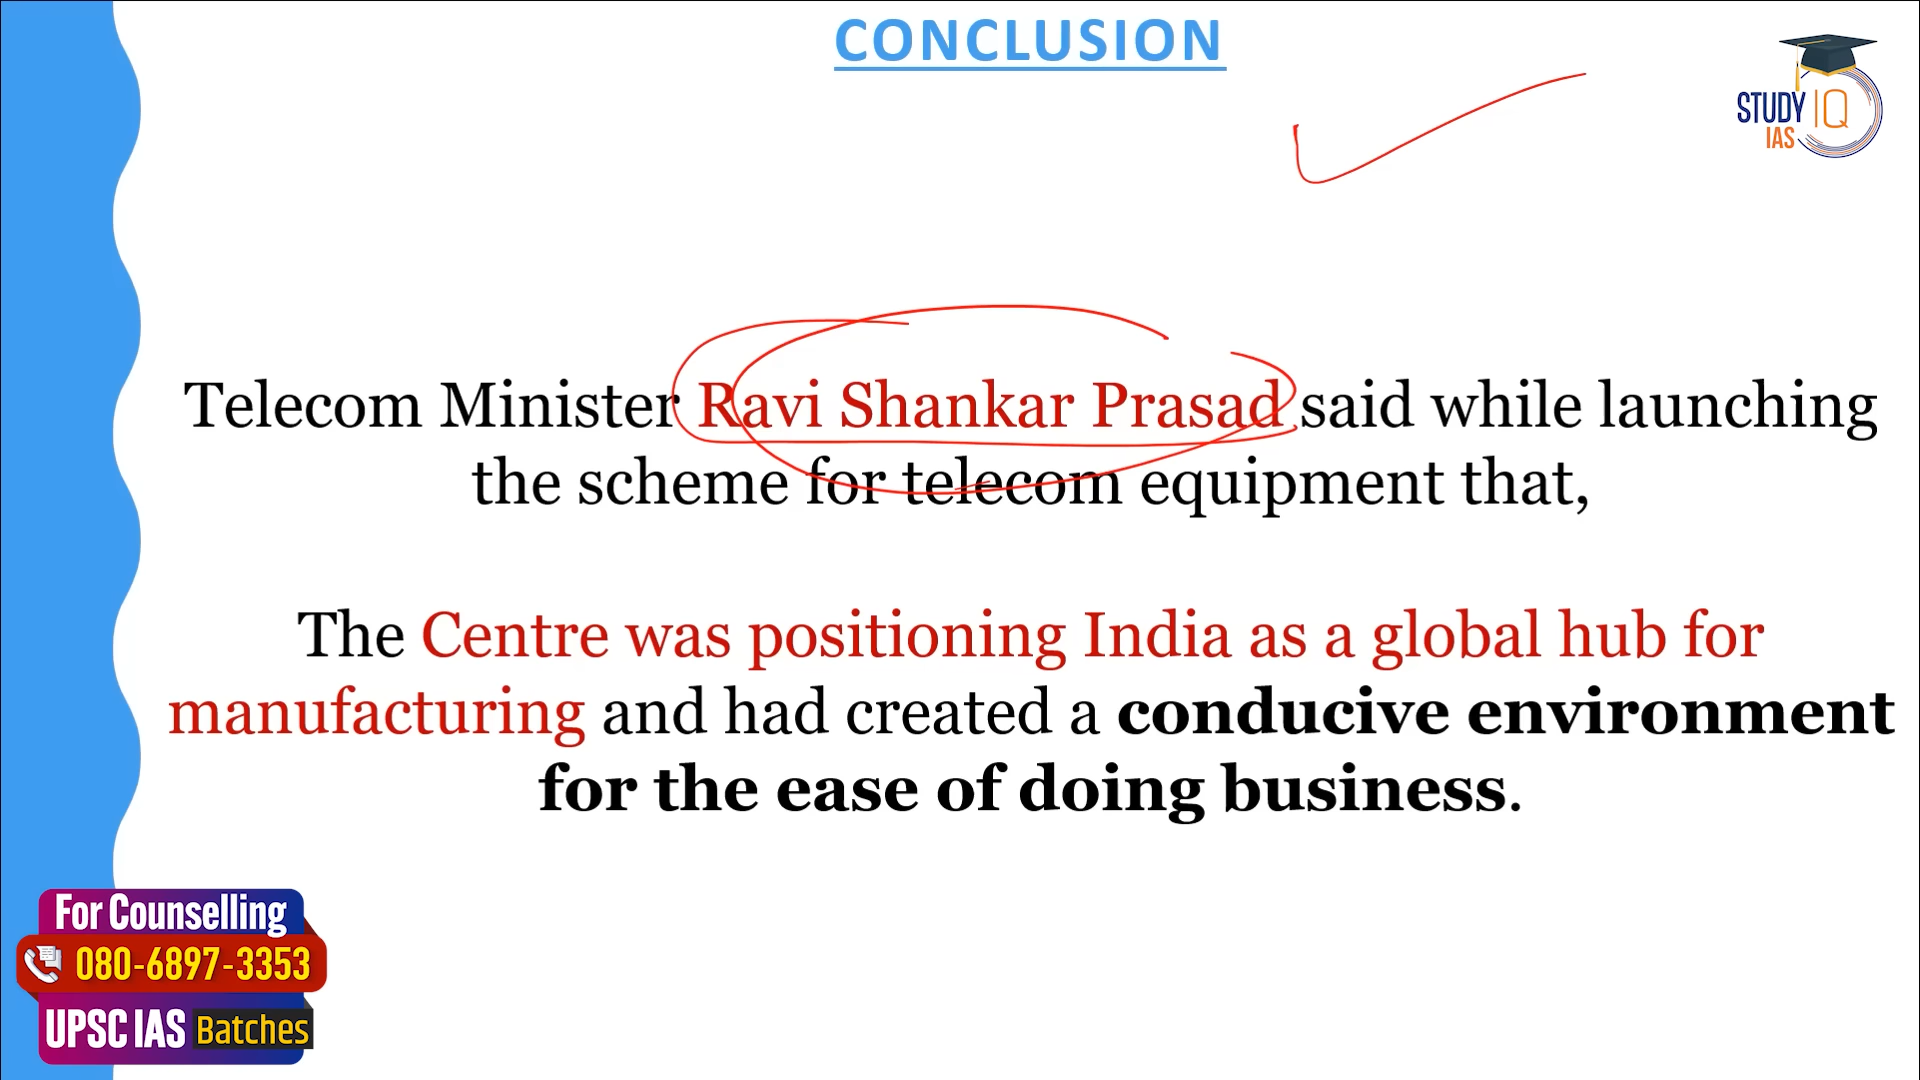 CONCLUSION
STUDY IQ
IAS
Telecom Minister Ravi Shankar Prasad said while launching
the scheme for telecom equipment that,
The Centre was positioning India as a global hub for
manufacturing and had created a conducive environment
for the ease of doing business.
For Counselling
080-6897-3353
UPSC IAS Batches